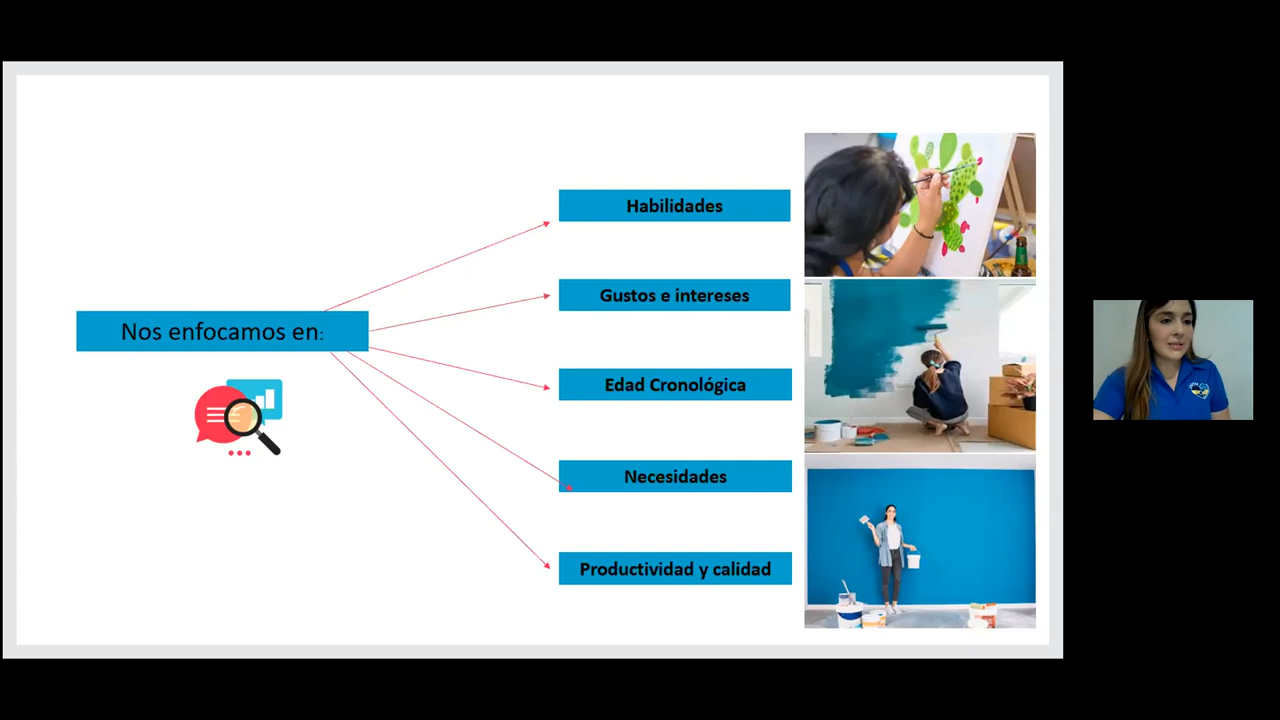 Nos enfocamos en:
Habilidades
Gustos e intereses
Edad Cronológica
Necesidades
Productividad y calidad